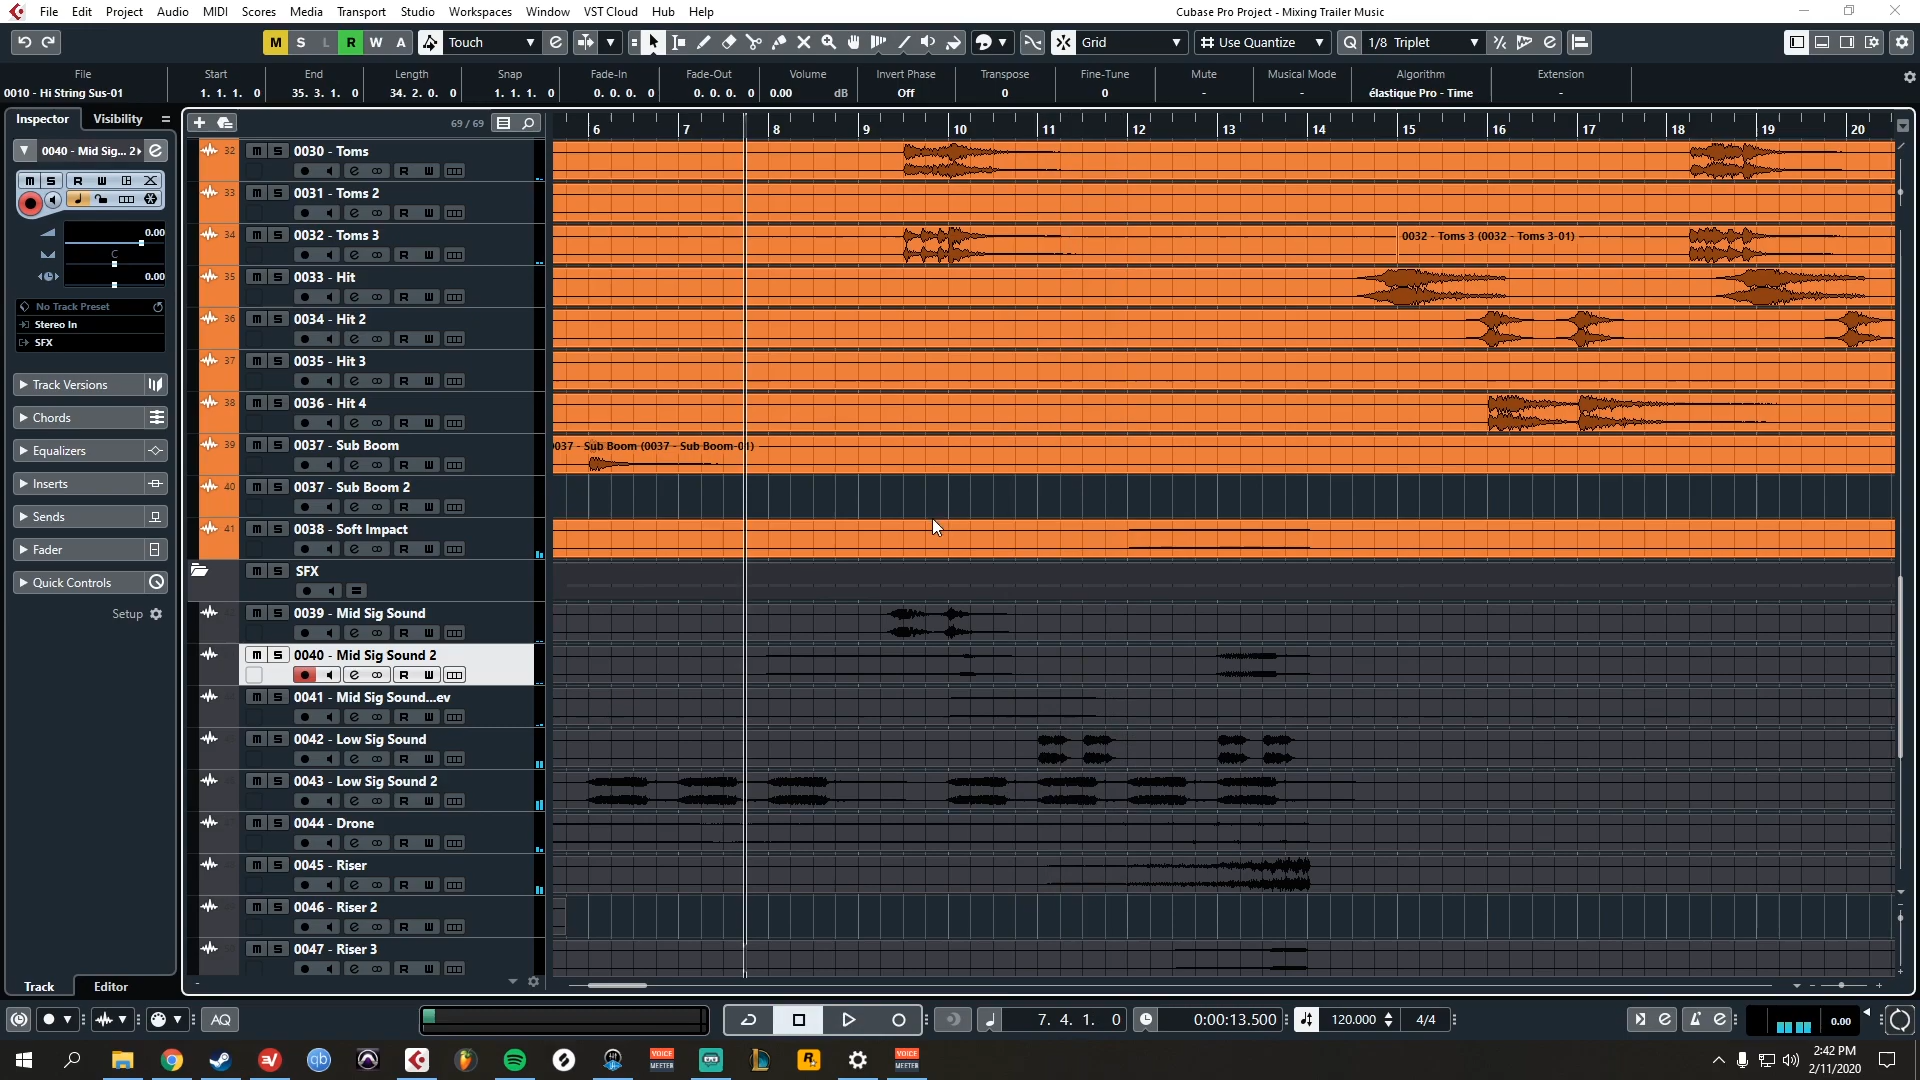 File Edit Project Audio MIDI Scores Media Transport Studio Workspaces Window VST Cloud Hub Help
Cubase Pro Project - Mixing Trailer Music
M S L R W A Touch Grid Use Quantize Q 1/8 Triplet
File Start End Length Snap Fade-In Fade-Out Volume Invert Phase Transpose Fine-Tune Mute Musical Mode Algorithm Extension
0010 - Hi String Sus-01 1. 1. 1. 0 35. 3. 1. 0 34. 2. 0. 0 1. 1. 1. 0 0. 0. 0. 0 0. 0. 0. 0 0.00 dB Off 0 0 - - élastique Pro - Time -
Inspector Visibility
69 / 69
6 7 8 9 10 11 12 13 14 15 16 17 18 19 20
0040 - Mid Sig... 2
M S R W
0.00
C
0.00
No Track Preset
Stereo In
SFX
Track Versions
Chords
Equalizers
Inserts
Sends
Fader
Quick Controls
Setup
32 M S 0030 - Toms
R W
33 M S 0031 - Toms 2
R W
34 M S 0032 - Toms 3
R W
0032 - Toms 3 (0032 - Toms 3-01)
35 M S 0033 - Hit
R W
36 M S 0034 - Hit 2
R W
37 M S 0035 - Hit 3
R W
38 M S 0036 - Hit 4
R W
39 M S 0037 - Sub Boom
R W
0037 - Sub Boom (0037 - Sub Boom-01)
40 M S 0037 - Sub Boom 2
R W
41 M S 0038 - Soft Impact
R W
M S SFX
M S 0039 - Mid Sig Sound
R W
M S 0040 - Mid Sig Sound 2
R W
M S 0041 - Mid Sig Sound...ev
R W
M S 0042 - Low Sig Sound
R W
M S 0043 - Low Sig Sound 2
R W
M S 0044 - Drone
R W
M S 0045 - Riser
R W
M S 0046 - Riser 2
R W
M S 0047 - Riser 3
R W
Track Editor
AQ 7. 4. 1. 0 0:00:13.500 120.000 4/4 0.00
qb VOICE MEETER VOICE MEETER
2:42 PM
2/11/2020